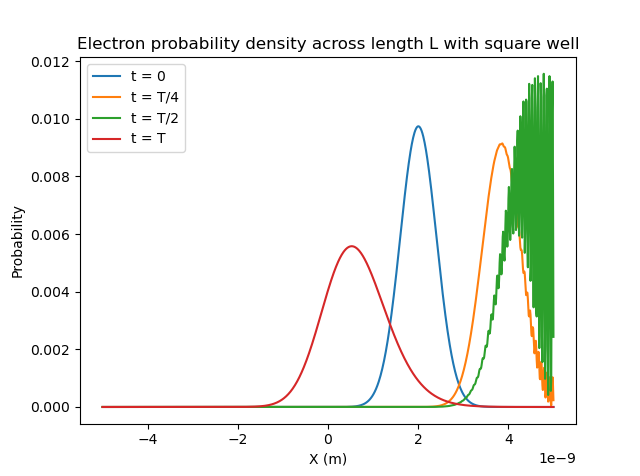 Electron probability density across length L with square well
0.012
0.010
0.008
0.006
0.004
0.002
0.000
Probability
t = 0
t = T/4
t = T/2
t = T
−4
−2
0
2
4
X (m)
1e−9